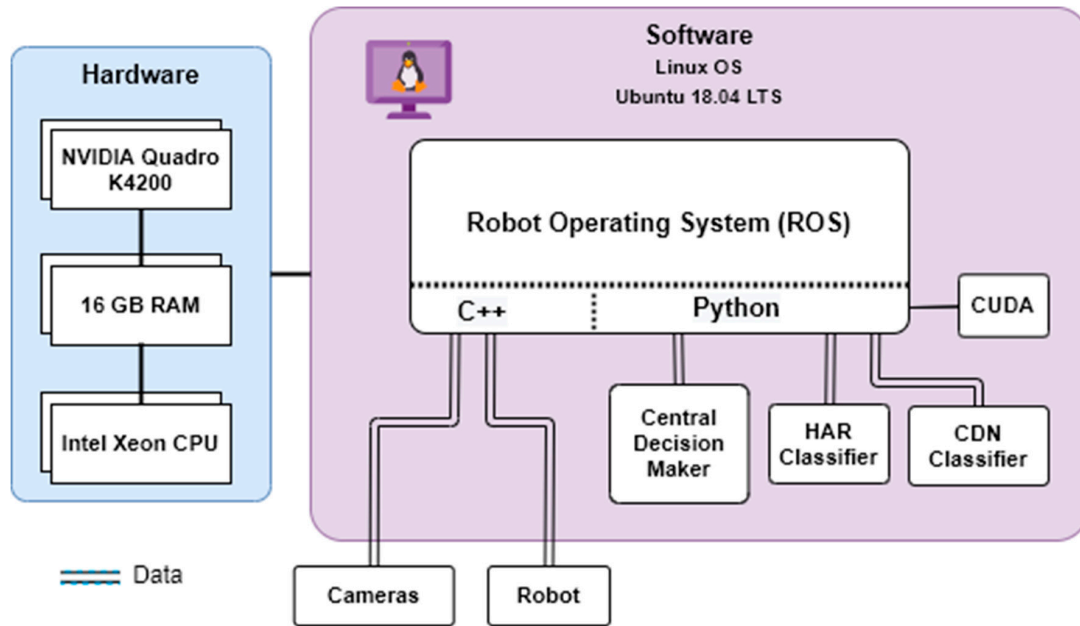 Hardware
NVIDIA Quadro
K4200
16 GB RAM
Intel Xeon CPU
Software
Linux OS
Ubuntu 18.04 LTS
Robot Operating System (ROS)
C++
Python
CUDA
Central
Decision
Maker
HAR
Classifier
CDN
Classifier
Data
Cameras
Robot